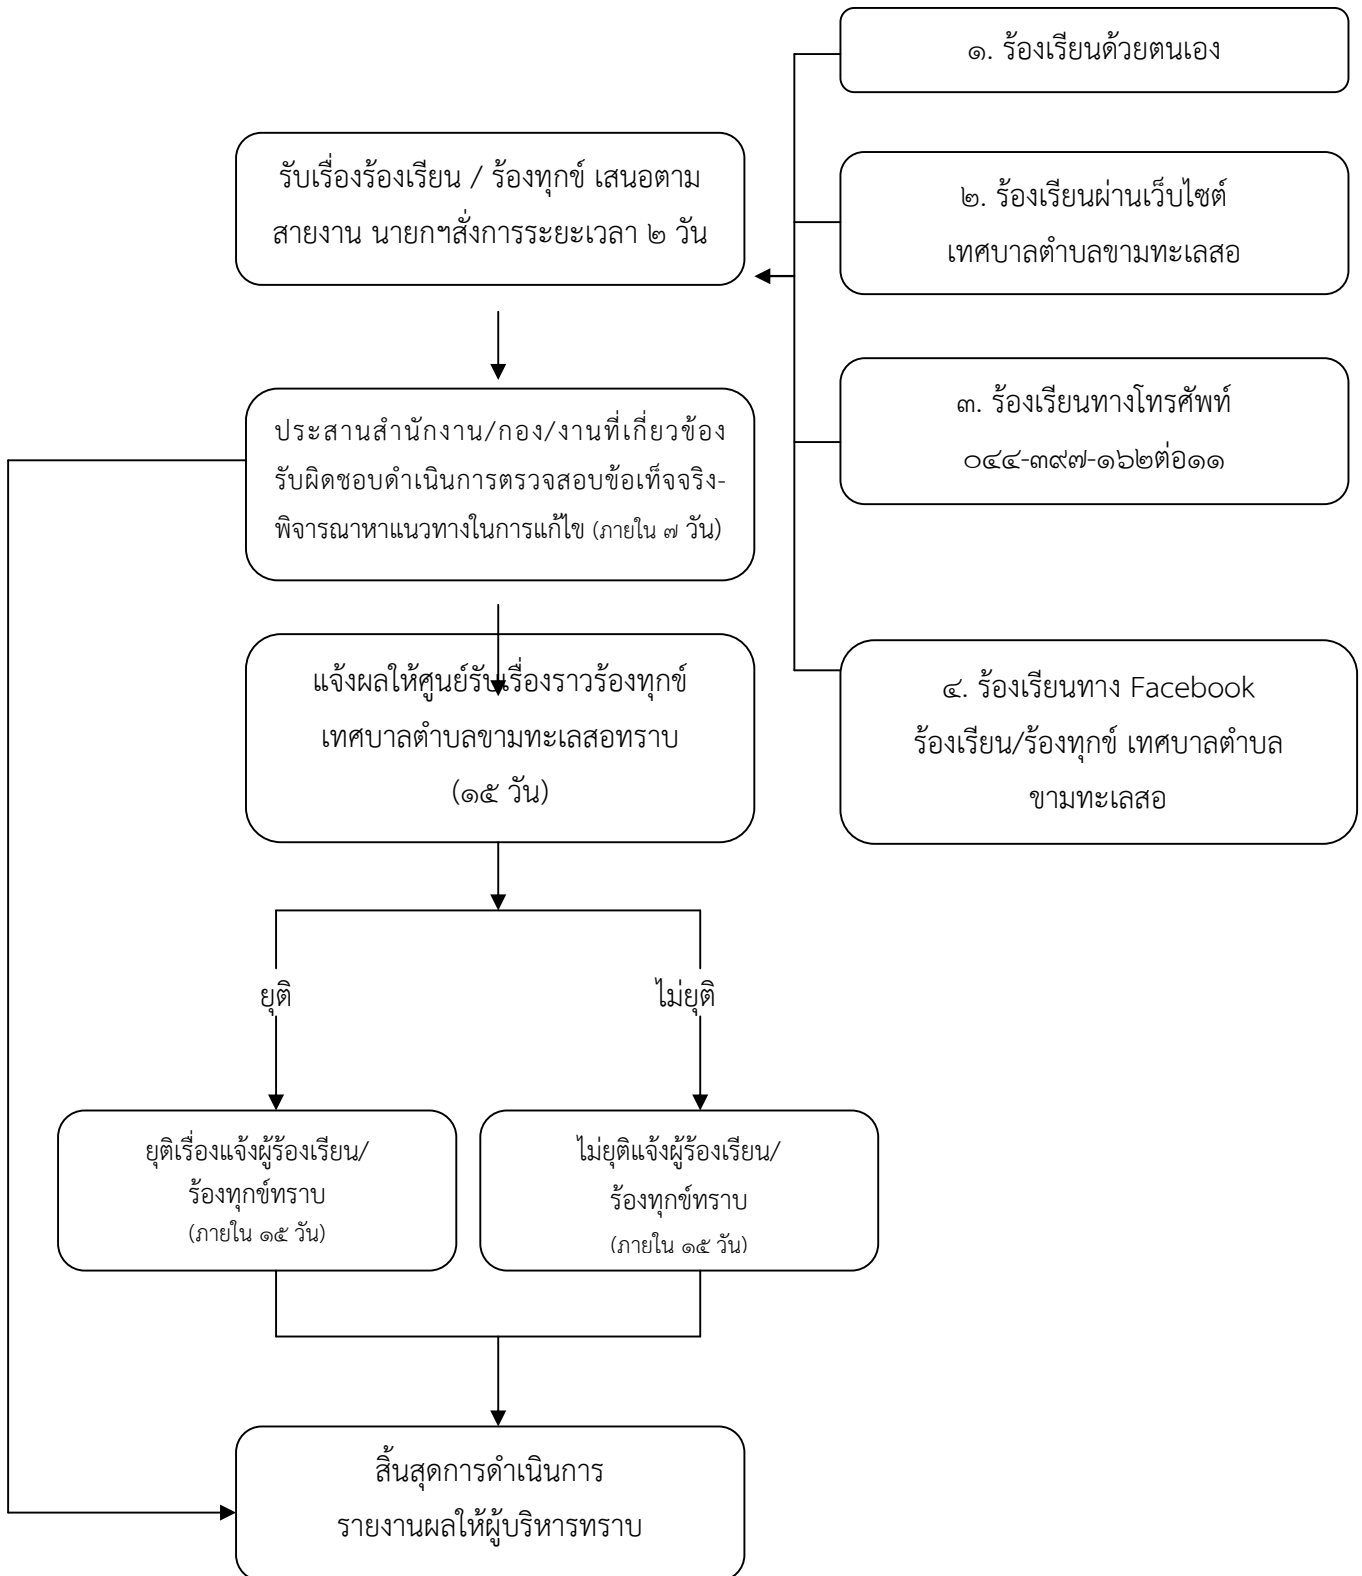 ๑. ร้องเรียนด้วยตนเอง
รับเรื่องร้องเรียน / ร้องทุกข์ เสนอตาม
สายงาน นายกฯสั่งการระยะเวลา ๒ วัน
๒. ร้องเรียนผ่านเว็บไซต์
เทศบาลตำบลขามทะเลสอ
๓. ร้องเรียนทางโทรศัพท์
๐๔๔-๓๙๗-๑๖๒ต่อ๑๑
ประสานสำนักงาน/กอง/งานที่เกี่ยวข้อง
รับผิดชอบดำเนินการตรวจสอบข้อเท็จจริง-
พิจารณาหาแนวทางในการแก้ไข (ภายใน ๗ วัน)
๔. ร้องเรียนทาง Facebook
ร้องเรียน/ร้องทุกข์ เทศบาลตำบล
ขามทะเลสอ
แจ้งผลให้ศูนย์รับเรื่องราวร้องทุกข์
เทศบาลตำบลขามทะเลสอทราบ
(๑๕ วัน)
ยุติ
ไม่ยุติ
ยุติเรื่องแจ้งผู้ร้องเรียน/
ร้องทุกข์ทราบ
(ภายใน ๑๕ วัน)
ไม่ยุติแจ้งผู้ร้องเรียน/
ร้องทุกข์ทราบ
(ภายใน ๑๕ วัน)
สิ้นสุดการดำเนินการ
รายงานผลให้ผู้บริหารทราบ